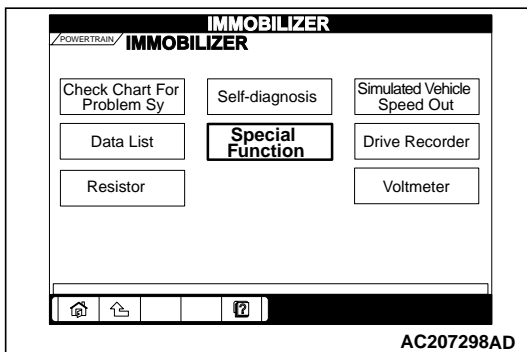 IMMOBILIZER
POWERTRAIN IMMOBILIZER
Check Chart For
Problem Sy
Self-diagnosis
Simulated Vehicle
Speed Out
Data List
Special
Function
Drive Recorder
Resistor
Voltmeter
?
AC207298AD